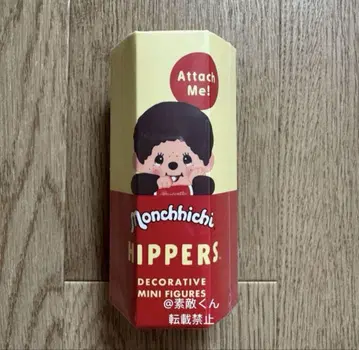 Attach
Me!
Monchhichi
HIPPERS
DECORATIVE
MINI FIGURES
@素敵くん
転載禁止